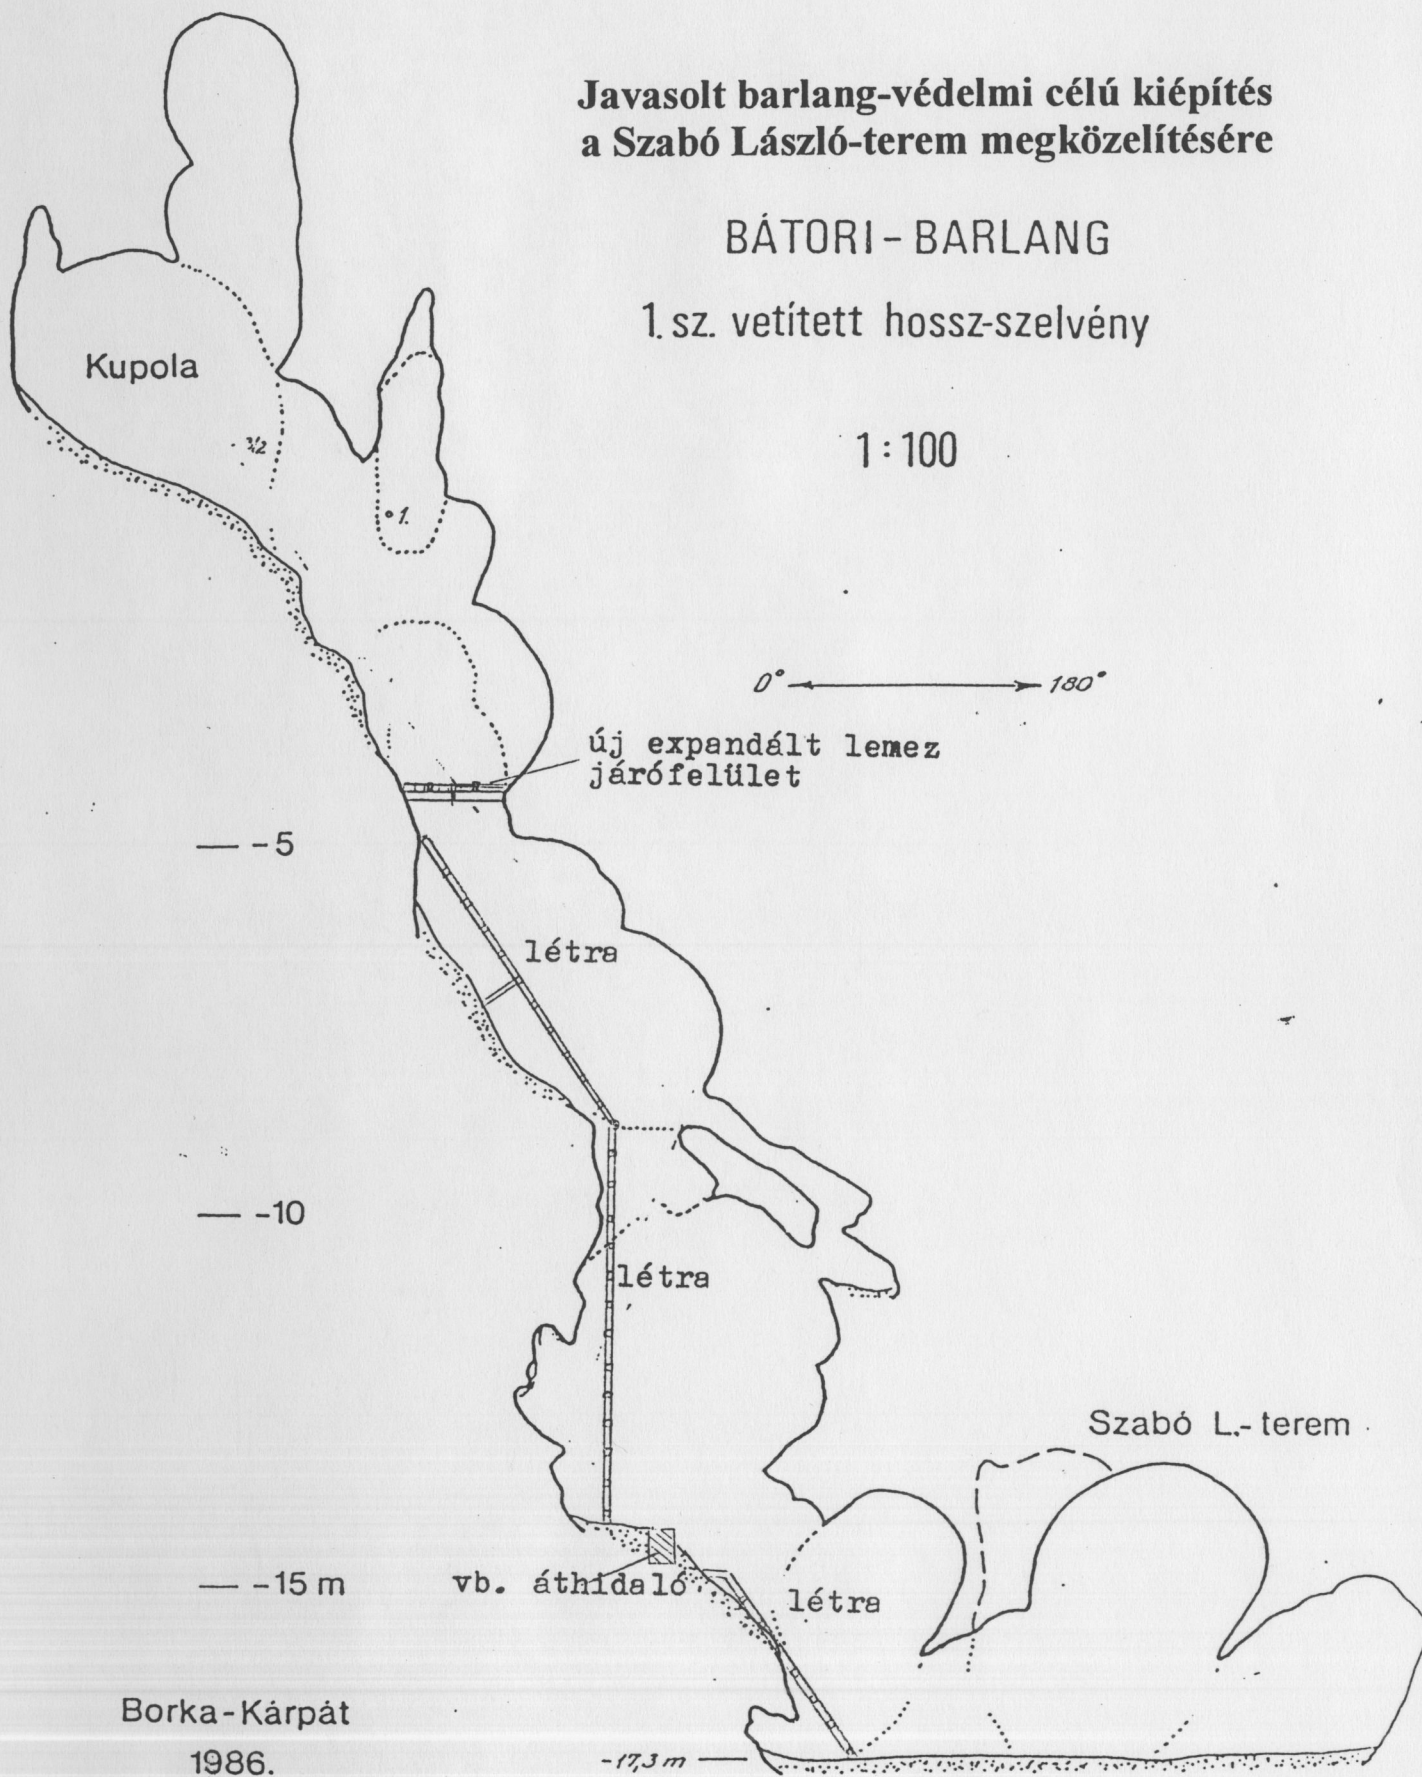 Javasolt barlang-védelmi célú kiépítés
a Szabó László-terem megközelítésére
BÁTORI-BARLANG
1. sz. vetített hossz-szelvény
1:100
Kupola
3/2
1.
0° 180°
új expandált lemez
járófelület
-5
létra
-10
létra
Szabó L.-terem
-15 m
vb. áthidaló
létra
Borka-Kárpát
1986.
-17,3 m